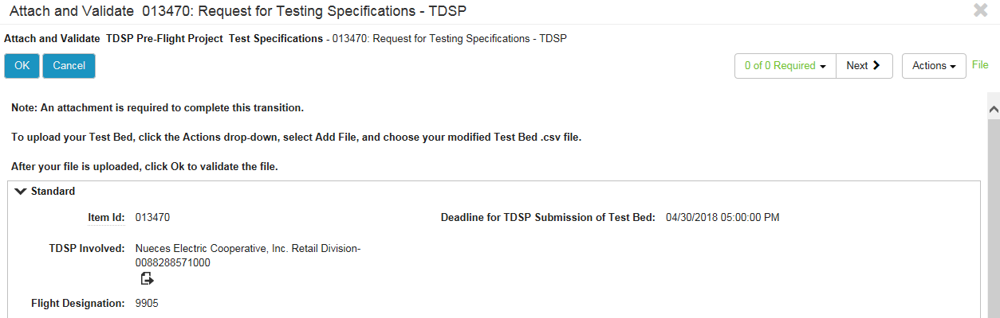 Attach and Validate  013470: Request for Testing Specifications - TDSP
Attach and Validate  TDSP Pre-Flight Project  Test Specifications - 013470: Request for Testing Specifications - TDSP
OK Cancel 0 of 0 Required Next Actions File
Note: An attachment is required to complete this transition.
To upload your Test Bed, click the Actions drop-down, select Add File, and choose your modified Test Bed .csv file.
After your file is uploaded, click Ok to validate the file.
Standard
Item Id: 013470 Deadline for TDSP Submission of Test Bed: 04/30/2018 05:00:00 PM
TDSP Involved: Nueces Electric Cooperative, Inc. Retail Division-
0088288571000
Flight Designation: 9905